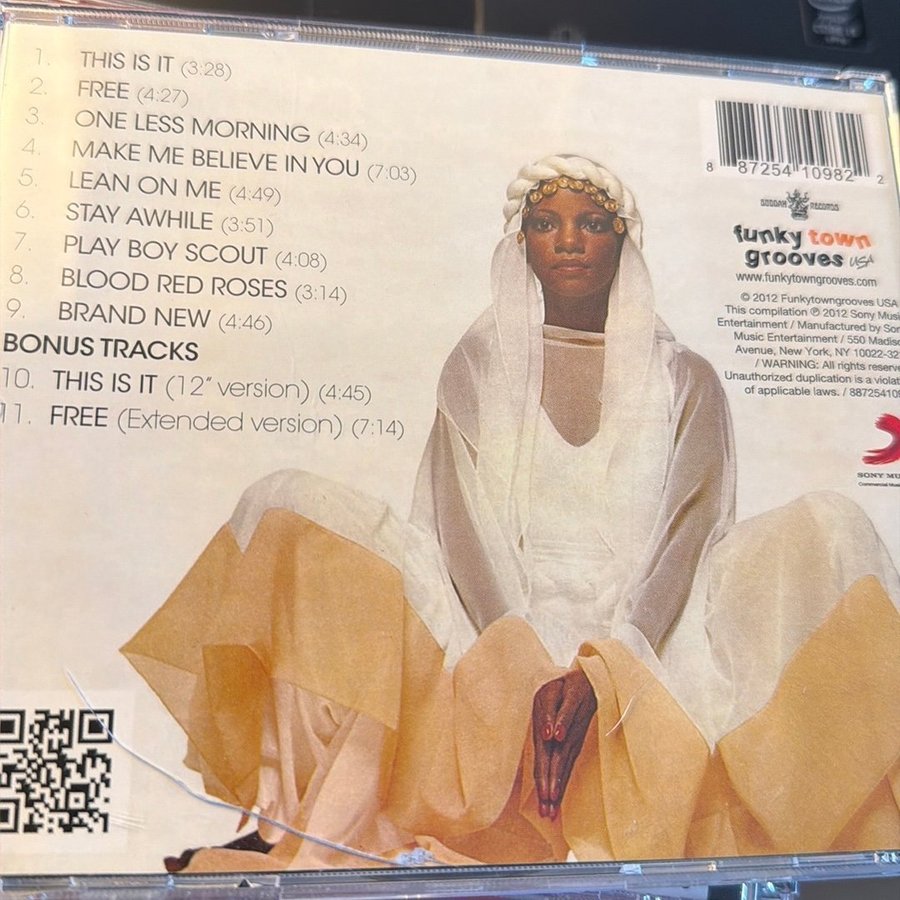 1. THIS IS IT (3:28)
2. FREE (4:27)
3. ONE LESS MORNING (4:34)
4. MAKE ME BELIEVE IN YOU (7:03)
5. LEAN ON ME (4:49)
6. STAY AWHILE (3:51)
7. PLAY BOY SCOUT (4:08)
8. BLOOD RED ROSES (3:14)
9. BRAND NEW (4:46)
BONUS TRACKS
10. THIS IS IT (12" version) (4:45)
11. FREE (Extended version) (7:14)
8 87254 10982 2
BUDDAH RECORDS
funky town
grooves USA
www.funkytowngrooves.com
© 2012 Funkytowngrooves USA
This compilation ℗ 2012 Sony Music
Entertainment / Manufactured by
Music Entertainment / 550
Avenue, New York, NY
/ WARNING: All rights
Unauthorized duplication is a
of applicable laws. /
SONY